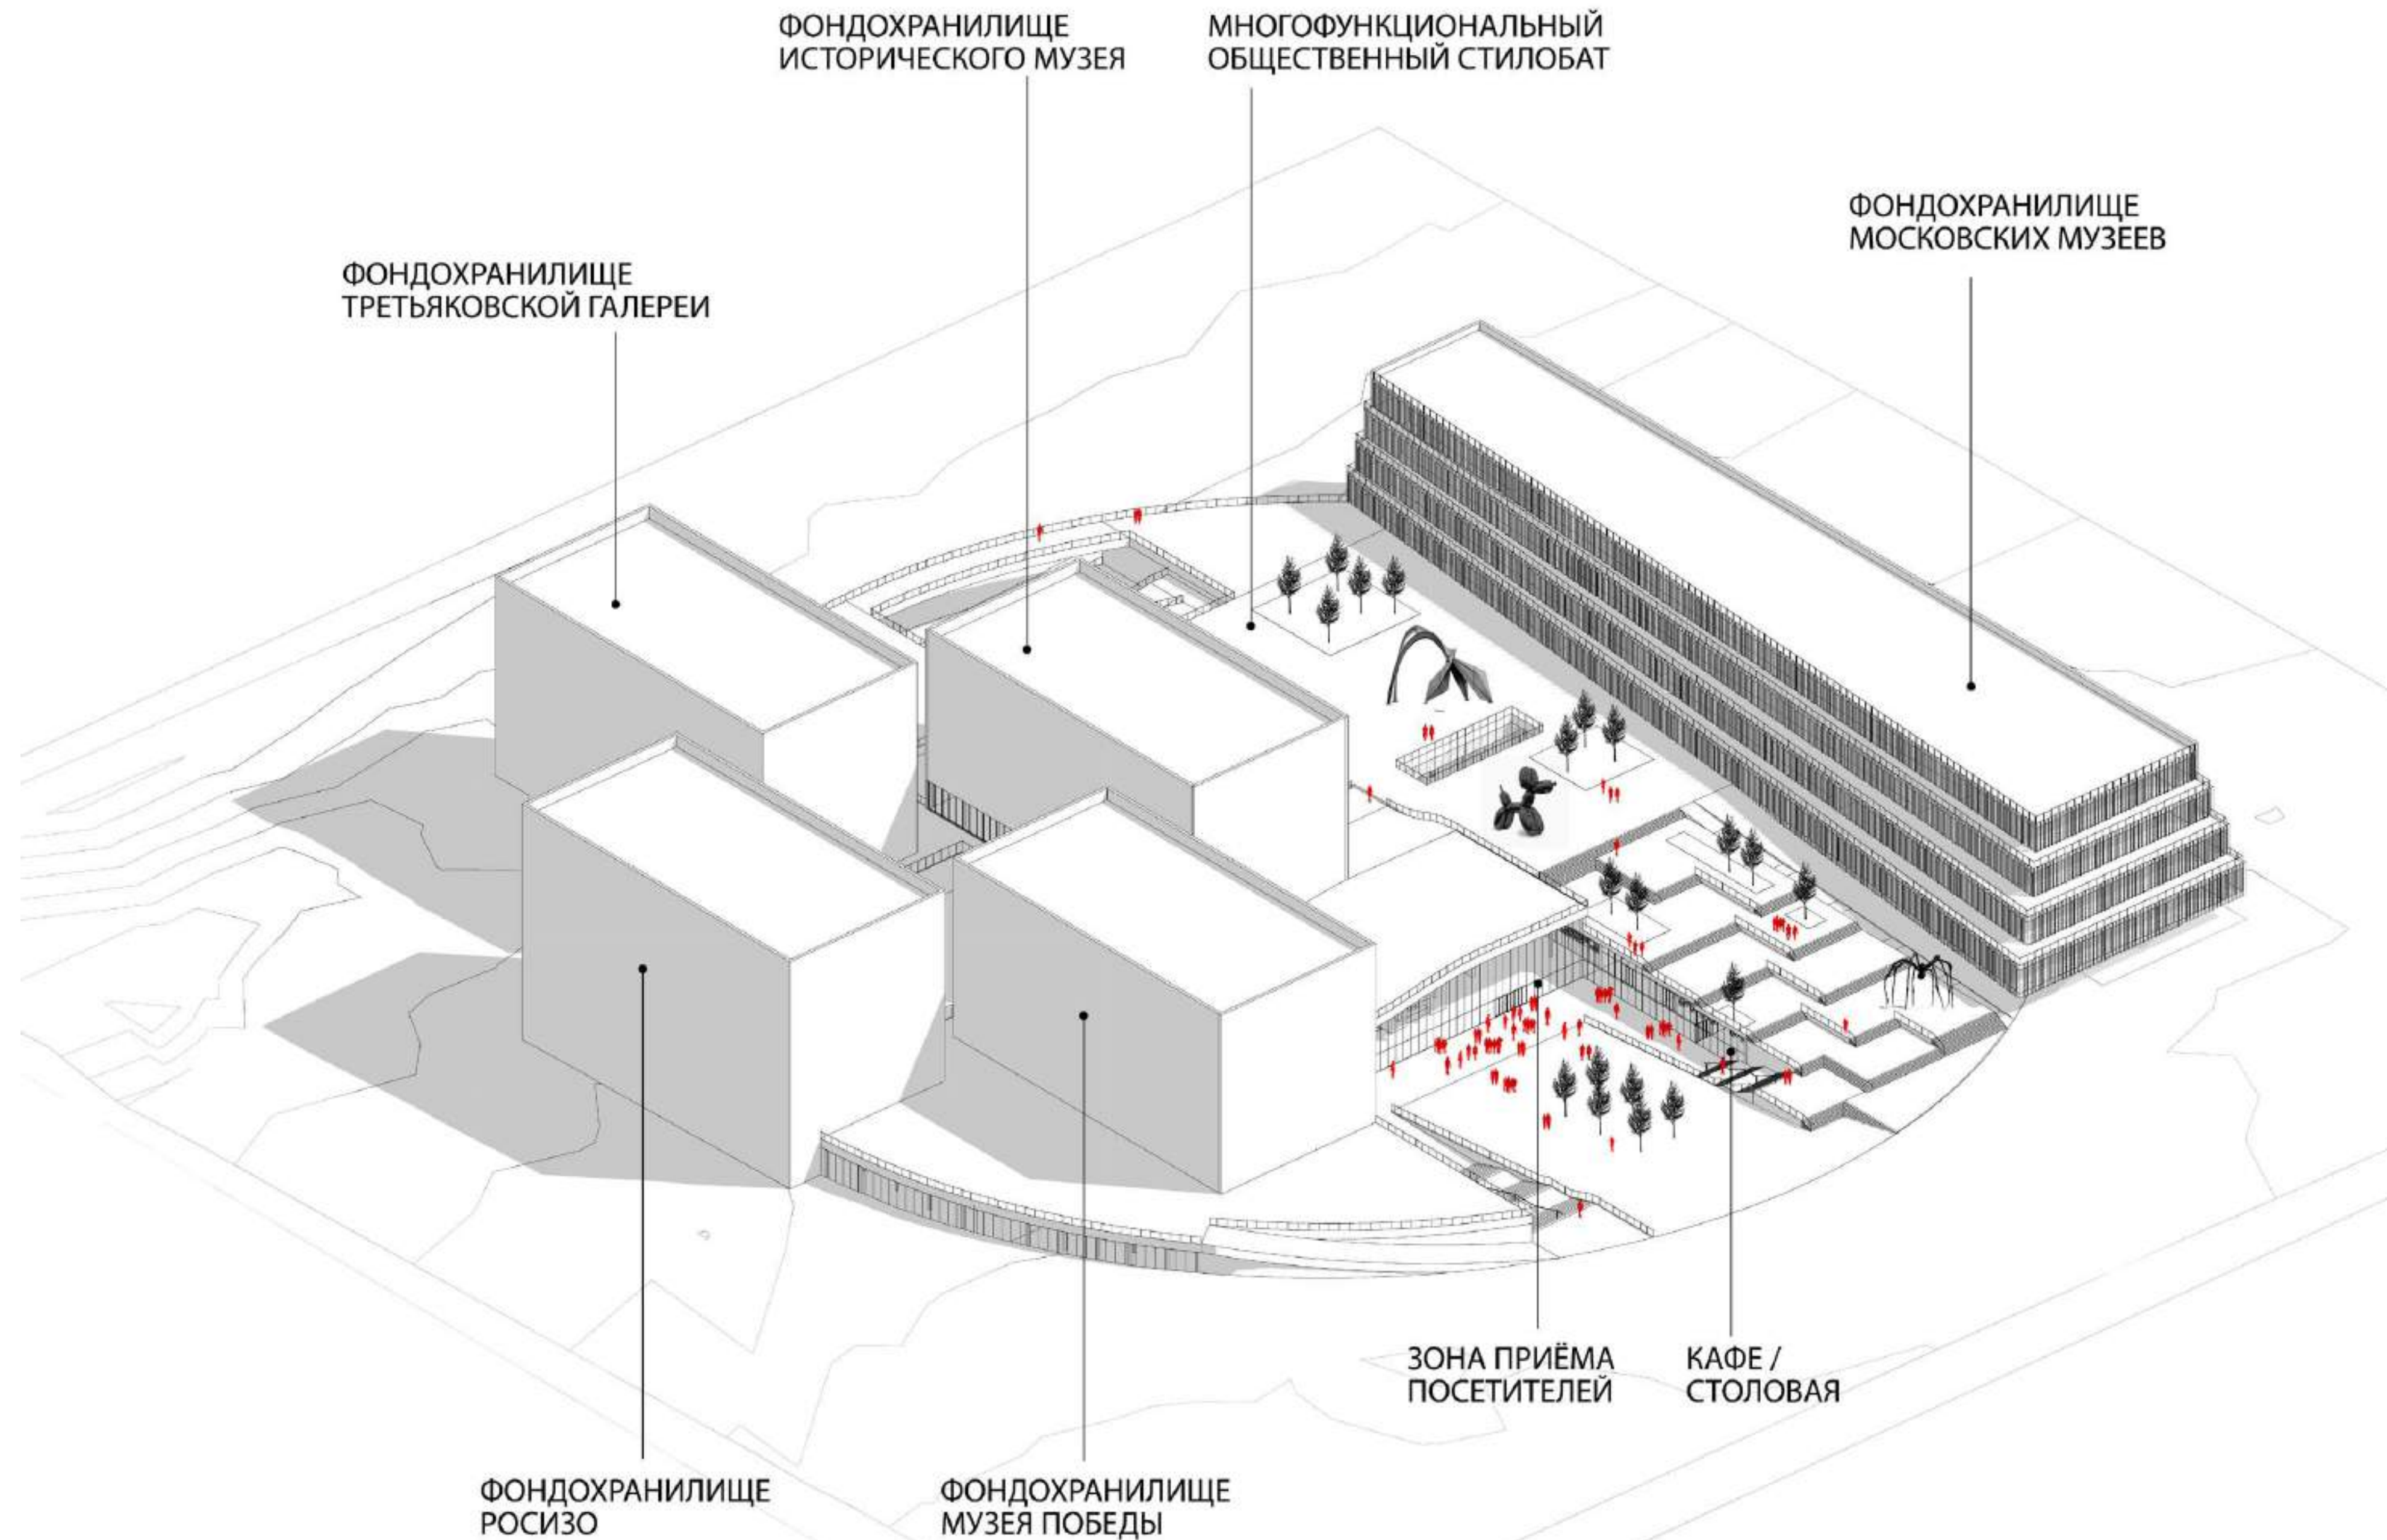 ФОНДОХРАНИЛИЩЕ
ИСТОРИЧЕСКОГО МУЗЕЯ
МНОГОФУНКЦИОНАЛЬНЫЙ
ОБЩЕСТВЕННЫЙ СТИЛОБАТ
ФОНДОХРАНИЛИЩЕ
МОСКОВСКИХ МУЗЕЕВ
ФОНДОХРАНИЛИЩЕ
ТРЕТЬЯКОВСКОЙ ГАЛЕРЕИ
ЗОНА ПРИЁМА
ПОСЕТИТЕЛЕЙ
КАФЕ /
СТОЛОВАЯ
ФОНДОХРАНИЛИЩЕ
РОСИЗО
ФОНДОХРАНИЛИЩЕ
МУЗЕЯ ПОБЕДЫ